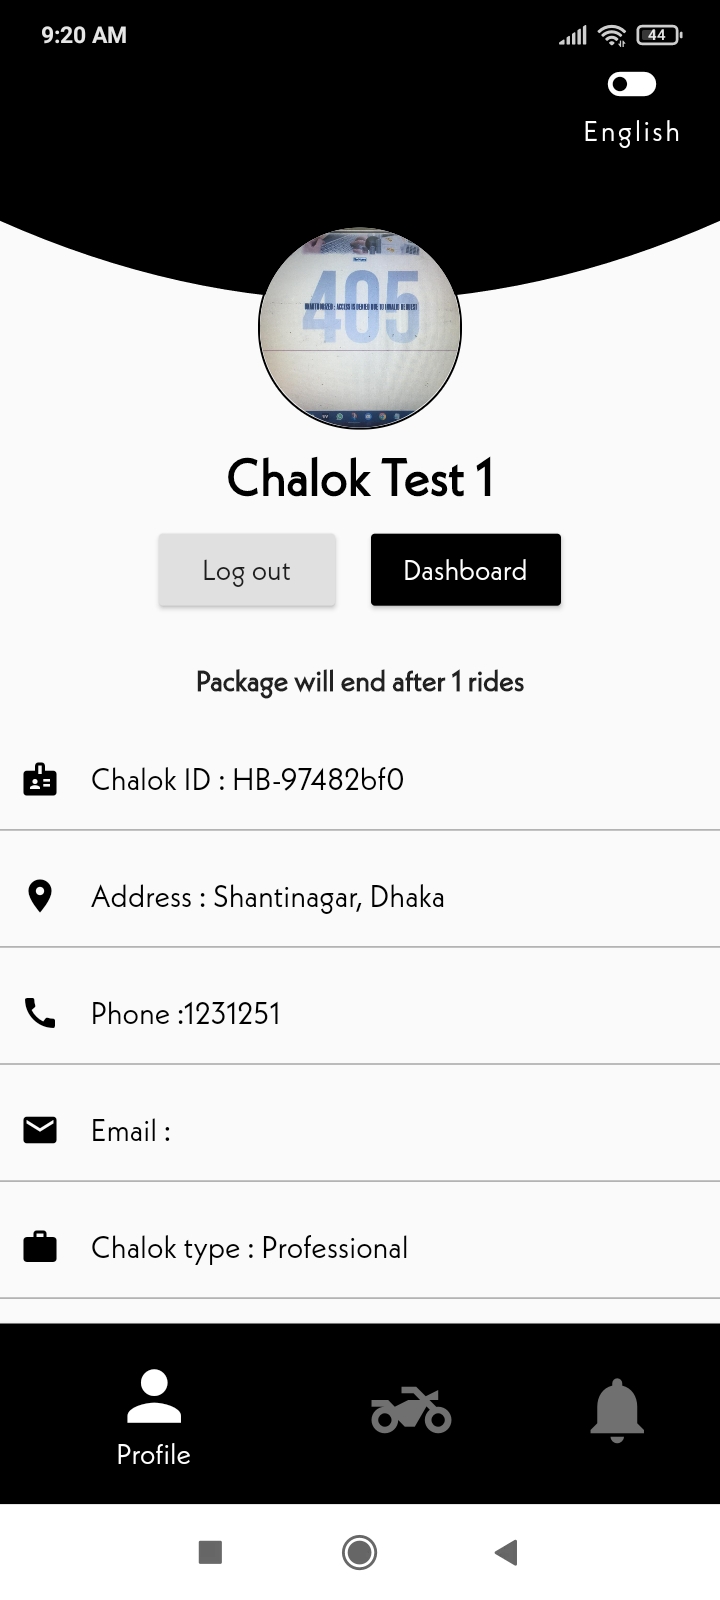 9:20 AM
44
English
405
UNAUTHORIZED : ACCESS IS DENIED DUE TO INVALID REQUEST
Chalok Test 1
Log out
Dashboard
Package will end after 1 rides
Chalok ID : HB-97482bf0
Address : Shantinagar, Dhaka
Phone :1231251
Email :
Chalok type : Professional
Profile